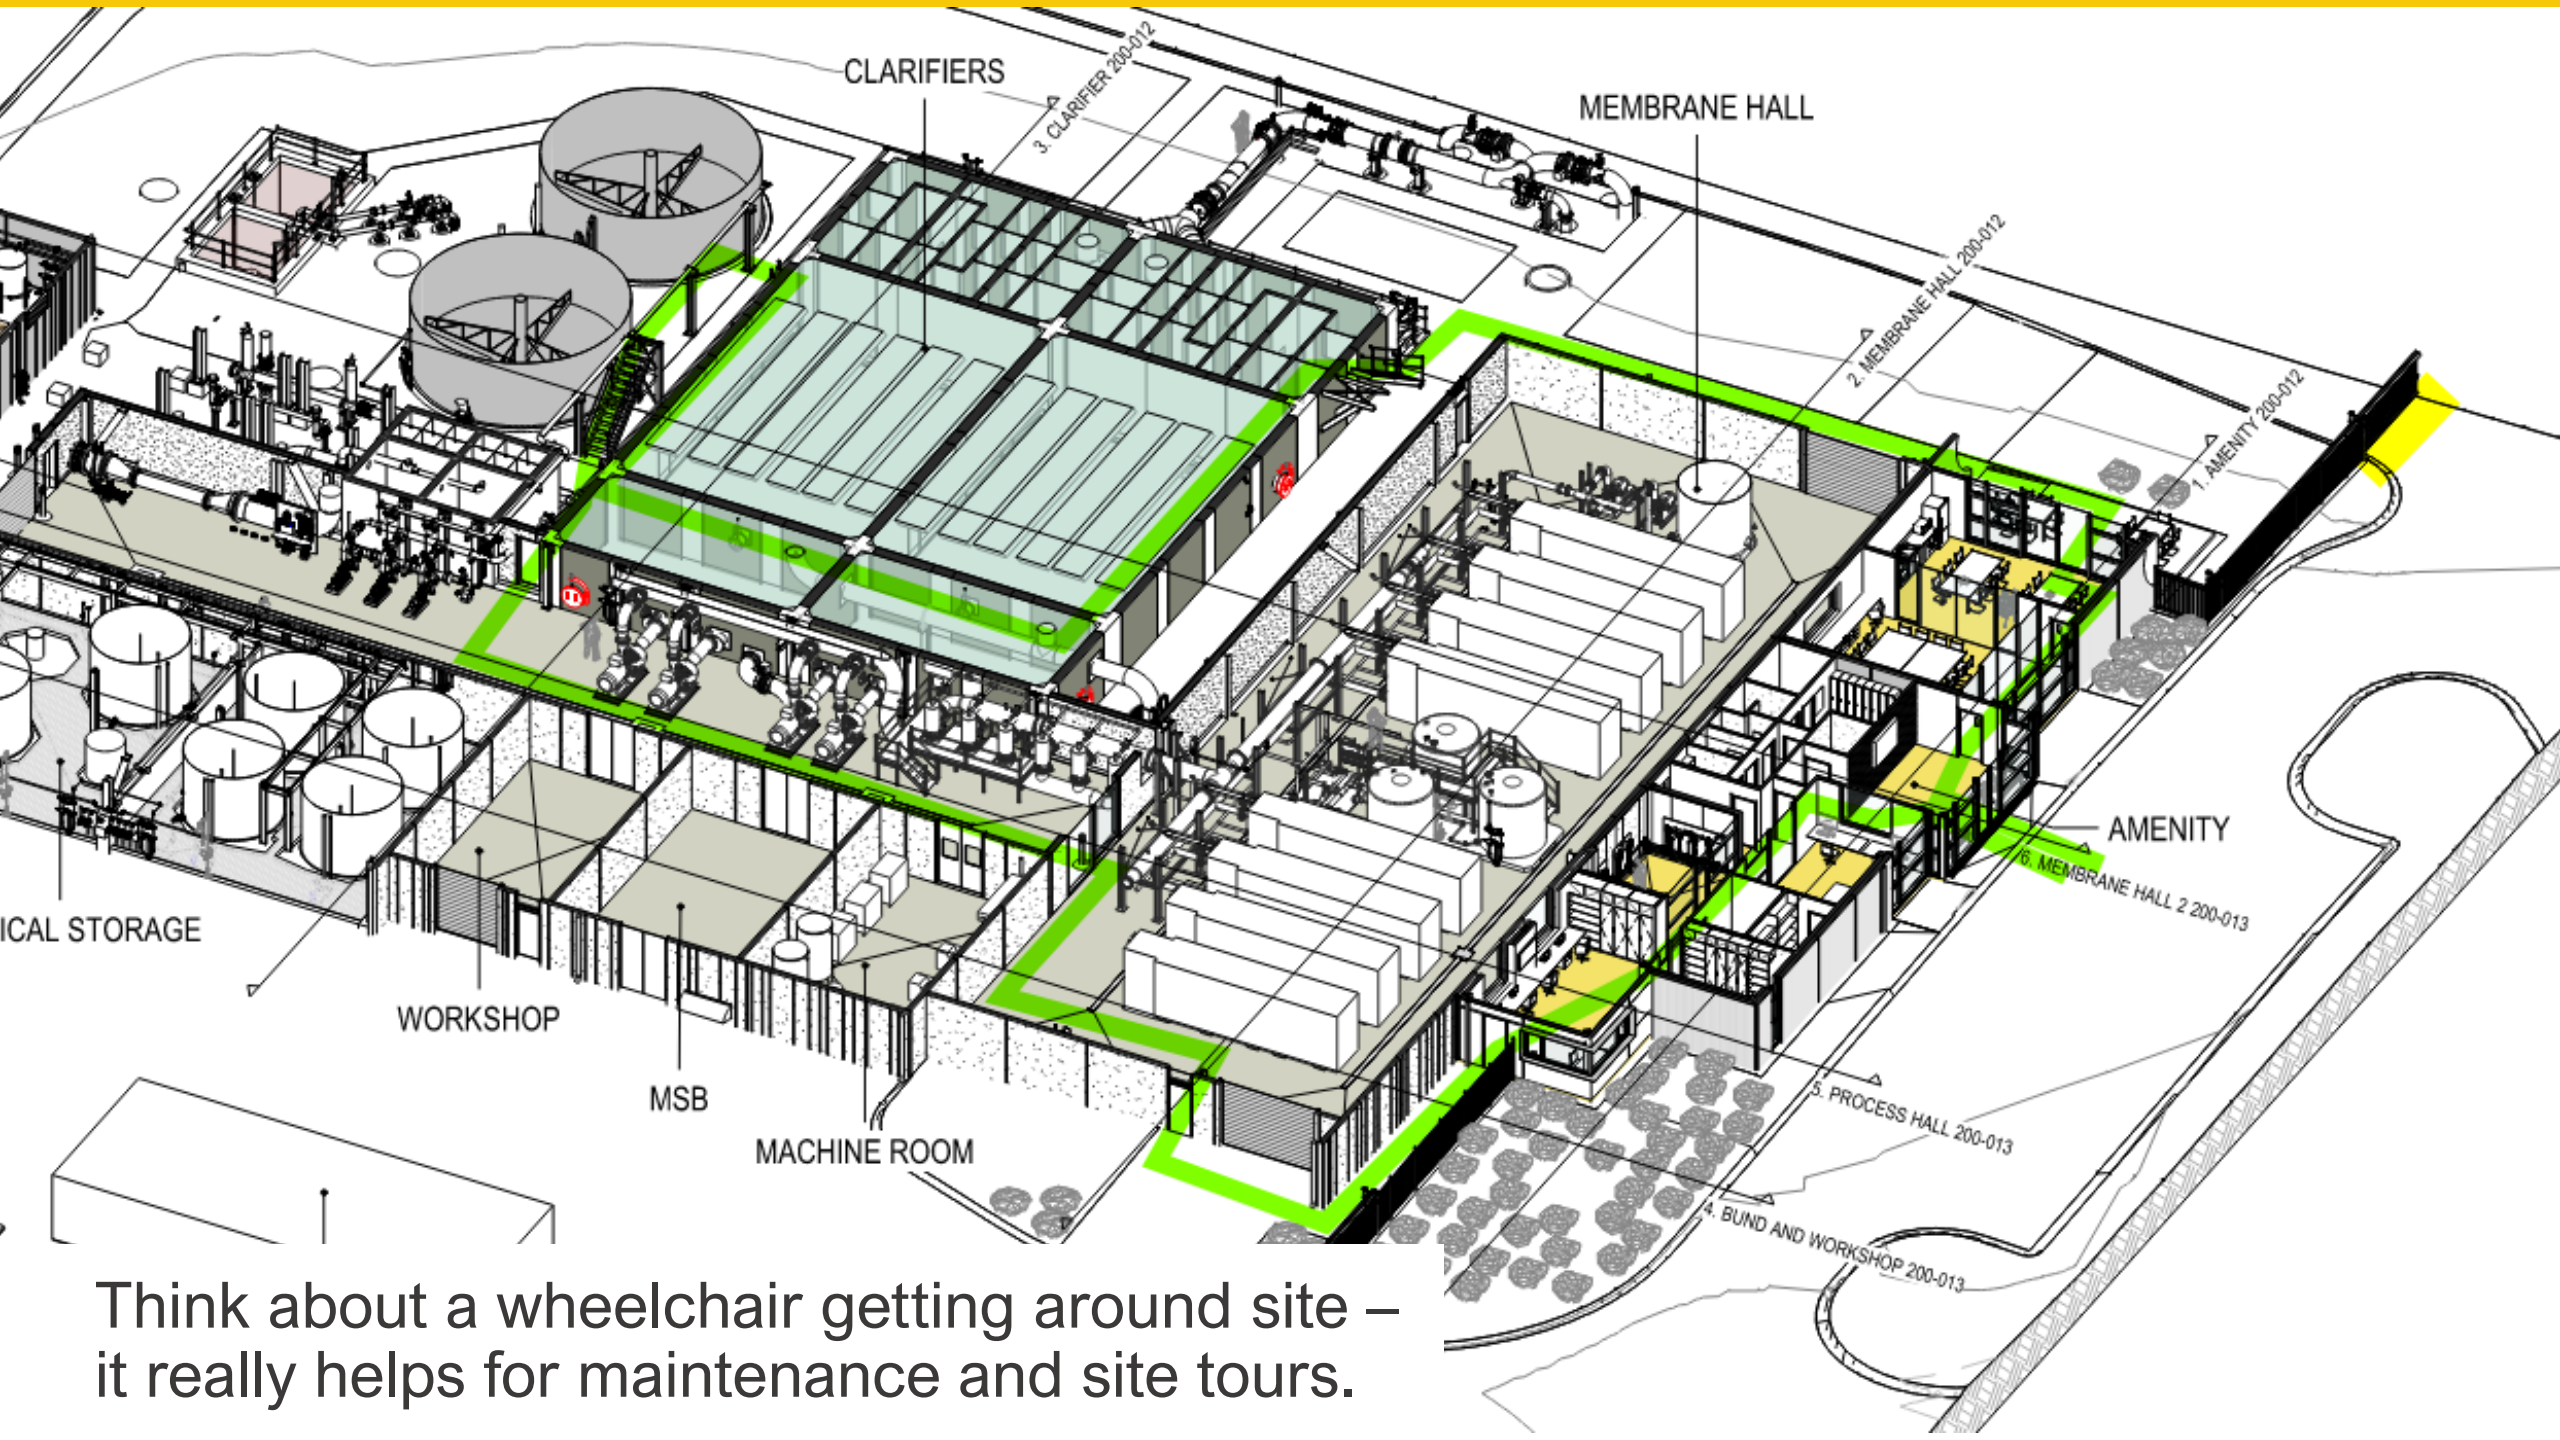 CLARIFIERS
3. CLARIFIER 200-012
MEMBRANE HALL
2. MEMBRANE HALL 200-012
1. AMENITY 200-012
AMENITY
6. MEMBRANE HALL 2 200-013
ICAL STORAGE
WORKSHOP
MSB
MACHINE ROOM
5. PROCESS HALL 200-013
4. BUND AND WORKSHOP 200-013
Think about a wheelchair getting around site –
it really helps for maintenance and site tours.